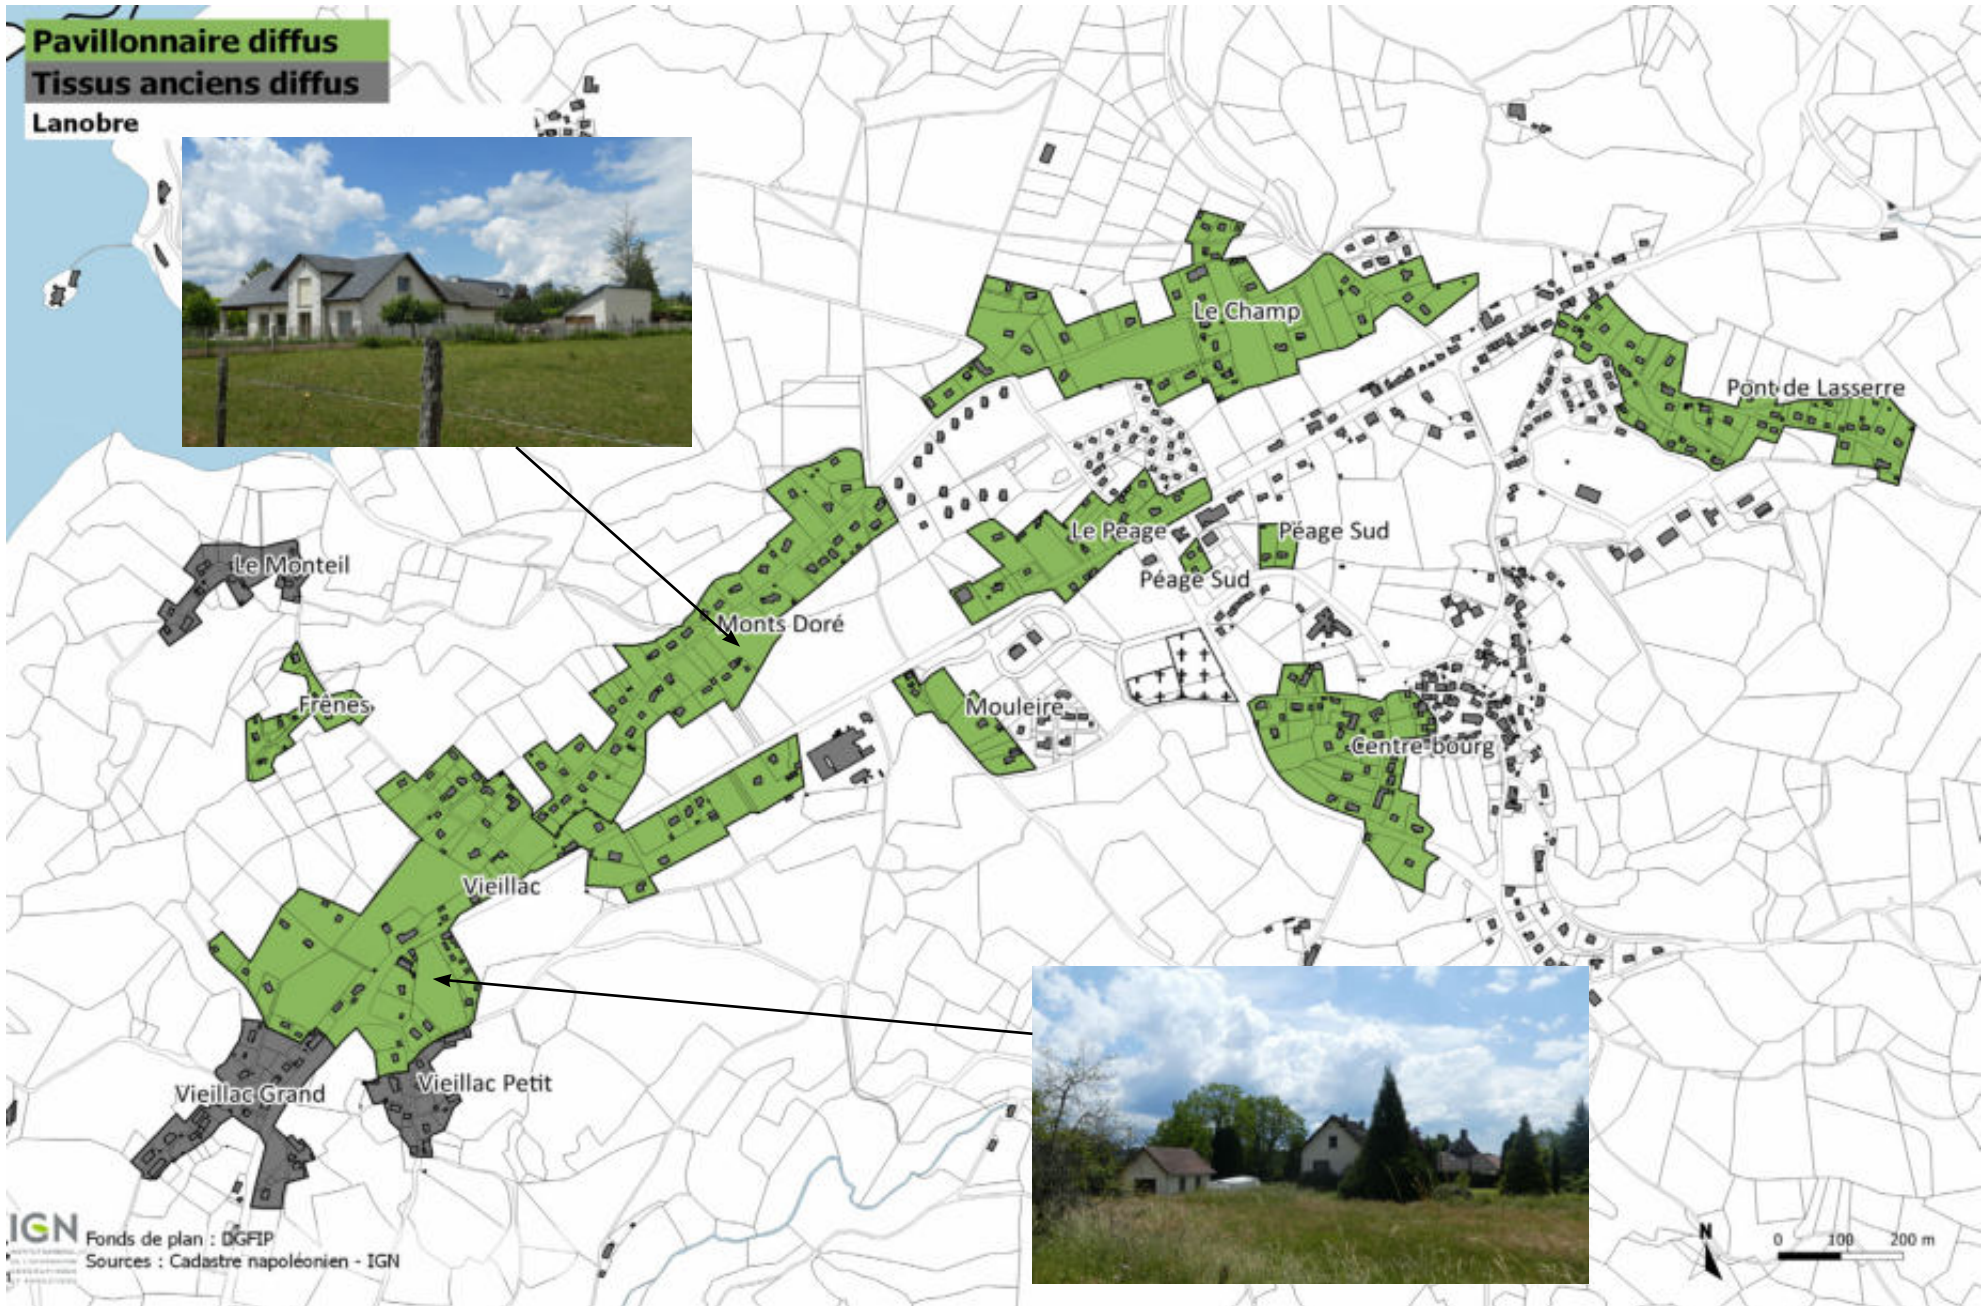 Pavillonnaire diffus
Tissus anciens diffus
Lanobre
Le Champ
Pont de Lasserre
Le Péage
Péage Sud
Péage Sud
Le Monteil
Monts Doré
Frênes
Mouleire
Centre bourg
Vieillac
Vieillac Grand
Vieillac Petit
IGN
Fonds de plan : DGFIP
Sources : Cadastre napoléonien - IGN
N
0 100 200 m